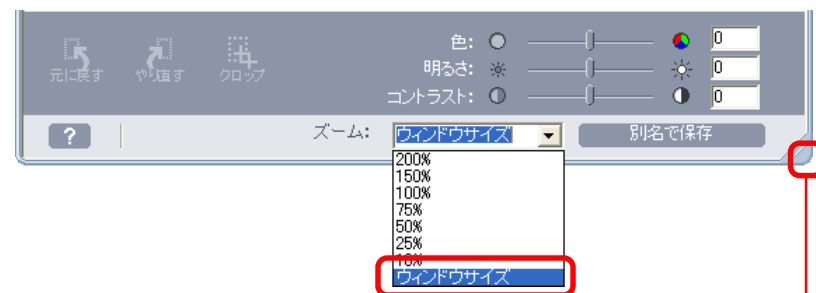 色: 0
元に戻す やり直す クロップ 明るさ: 0
コントラスト: 0
? ズーム: ウィンドウサイズ 別名で保存
200%
150%
100%
75%
50%
25%
10%
ウィンドウサイズ